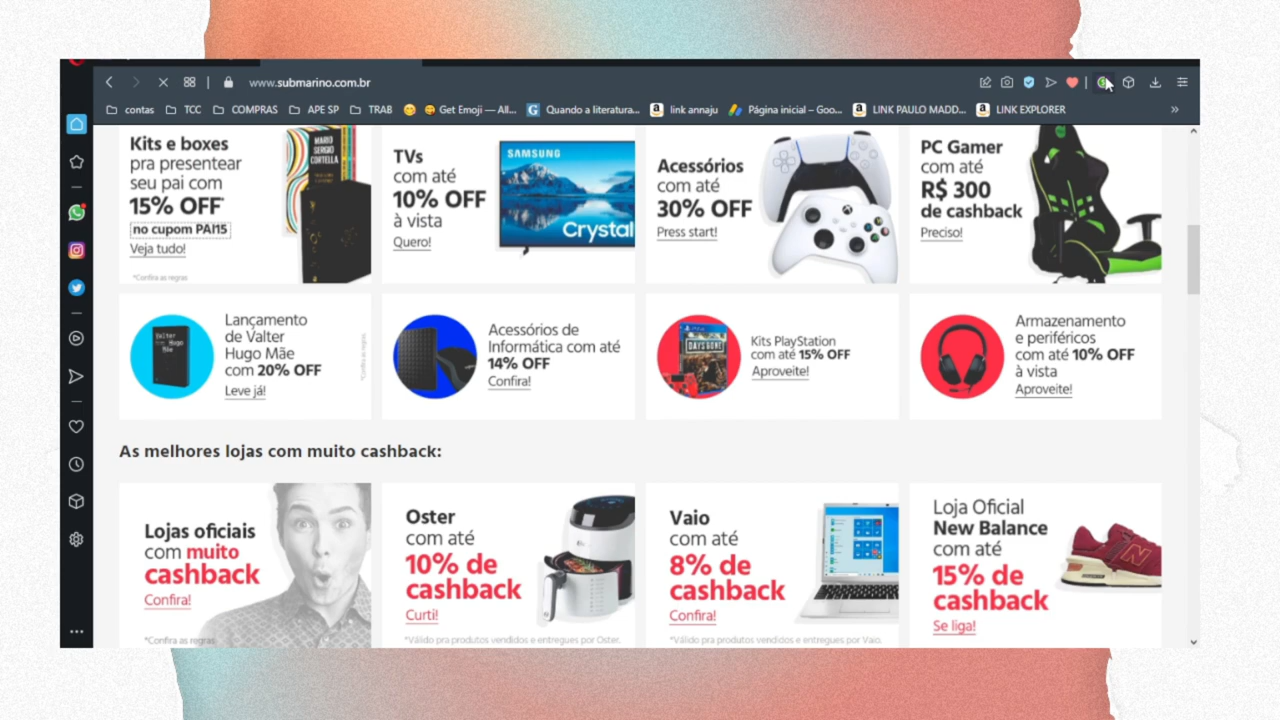 www.submarino.com.br
contas
TCC
COMPRAS
APE SP
TRAB
Get Emoji — All...
Quando a literatura...
link annaju
Página inicial – Goo...
LINK PAULO MADD...
LINK EXPLORER
Kits e boxes
pra presentear
seu pai com
15% OFF*
no cupom PAI15
Veja tudo!
*Confira as regras
MARIO
SERGIO
CORTELLA
TVs
com até
10% OFF
à vista
Quero!
SAMSUNG
Crystal
Acessórios
com até
30% OFF
Press start!
PC Gamer
com até
R$ 300
de cashback
Preciso!
Valter
Hugo
Mãe
Lançamento
de Valter
Hugo Mãe
com 20% OFF
Leve já!
*Confira as regras
Acessórios de
Informática com até
14% OFF
Confira!
DAYS GONE
Kits PlayStation
com até 15% OFF
Aproveite!
Armazenamento
e periféricos
com até 10% OFF
à vista
Aproveite!
As melhores lojas com muito cashback:
Lojas oficiais
com muito
cashback
Confira!
*Confira as regras
Oster
com até
10% de
cashback
Curti!
*Válido pra produtos vendidos e entregues por Oster.
Vaio
com até
8% de
cashback
Confira!
*Válido pra produtos vendidos e entregues por Vaio.
Loja Oficial
New Balance
com até
15% de
cashback
Se liga!